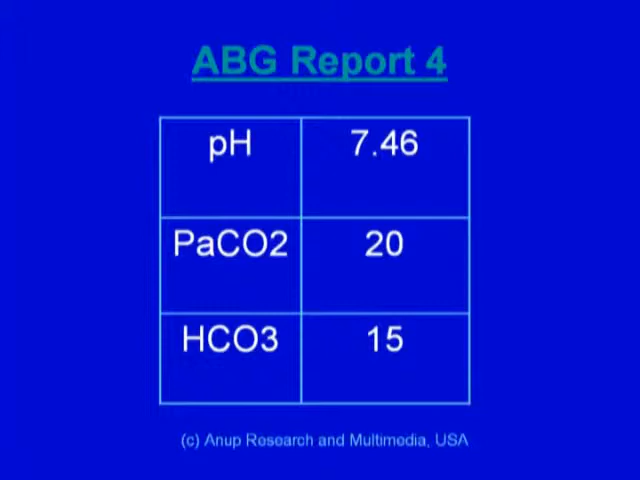 ABG Report 4
pH 7.46
PaCO2 20
HCO3 15
(c) Anup Research and Multimedia, USA